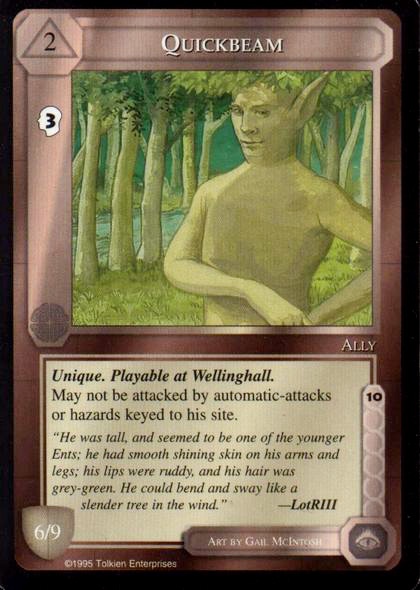 2
QUICKBEAM
3
ALLY
Unique. Playable at Wellinghall.
May not be attacked by automatic-attacks
or hazards keyed to his site.
10
“He was tall, and seemed to be one of the younger
Ents; he had smooth shining skin on his arms and
legs; his lips were ruddy, and his hair was
grey-green. He could bend and sway like a
slender tree in the wind.” —LotRIII
6/9
ART BY GAIL MCINTOSH
©1995 Tolkien Enterprises